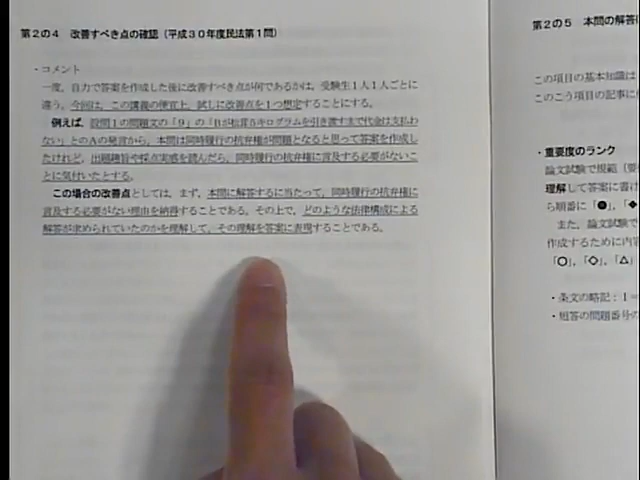 第２の４　改善すべき点の確認（平成３０年度民法第１問）
・コメント
一度、自力で答案を作成した後に改善すべき点が何であるかは、受験生１人１人ごとに
違う。今回は、この講義の便宜上、試しに改善点を１つ想定することにする。
例えば、設問１の問題文の「９」の「Ｂが松茸５キログラムを引き渡すまで代金は支払わ
ない」とのＡの発言から、本問は同時履行の抗弁権が問題となると思って答案を作成し
たけれど、出題趣旨や採点実感を読んだら、同時履行の抗弁権に言及する必要がないこ
とに気付いたとする。
この場合の改善点としては、まず、本問に解答するに当たって、同時履行の抗弁権に
言及する必要がない理由を納得することである。その上で、どのような法律構成による
解答が求められていたのかを理解して、その理解を答案に表現することである。
第２の５　本問の解答
この項目の基本知識は
このこう項目の記事に
・重要度のランク
論文試験で規範（要
理解して答案に書け
ら順番に「●」、「◆
また、論文試験で
作成するために内容
「○」、「◇」、「△」
・条文の略記：１＝
・短答の問題番号の